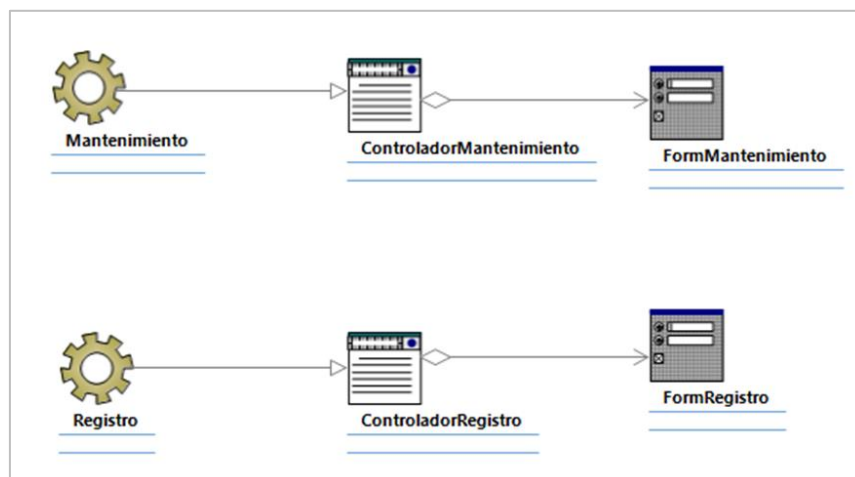 Mantenimiento
ControladorMantenimiento
FormMantenimiento
Registro
ControladorRegistro
FormRegistro